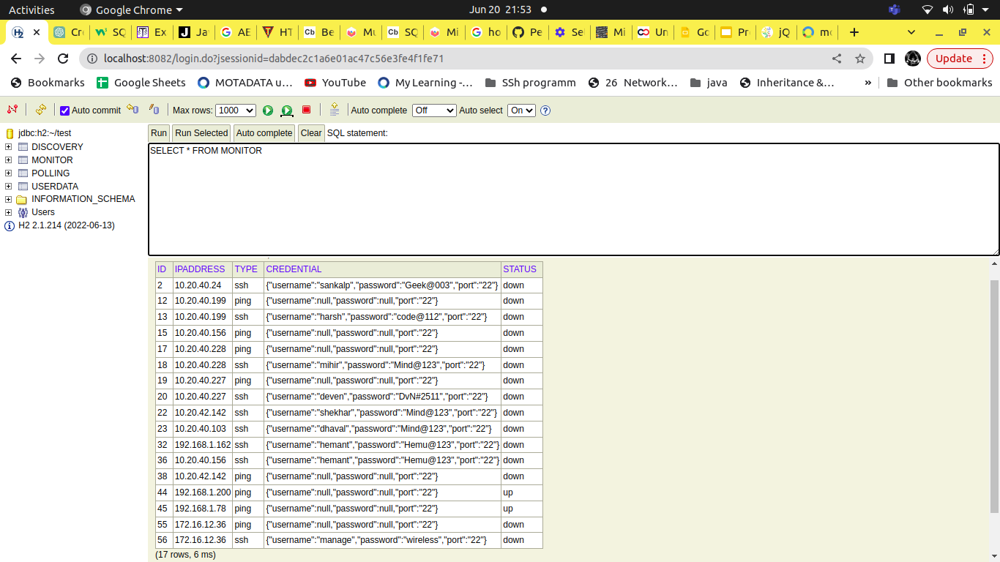 Activities Google Chrome Jun 20 21:53
H2 Cr SQ Ex Ja AE HT Cb Be Mu Cb SQ Mi ho Pe Se Mi Un Go Pr jQ mo
localhost:8082/login.do?jsessionid=dabdec2c1a6e01ac47c56e3fe4f1fe71 Update
Bookmarks Google Sheets MOTADATA u... YouTube My Learning -... SSh programm 26 Network... java Inheritance &... » Other bookmarks
Auto commit Max rows: 1000 Auto complete Off Auto select On
jdbc:h2:~/test
DISCOVERY
MONITOR
POLLING
USERDATA
INFORMATION_SCHEMA
Users
H2 2.1.214 (2022-06-13)
Run Run Selected Auto complete Clear SQL statement:
SELECT * FROM MONITOR
ID IPADDRESS TYPE CREDENTIAL STATUS
2 10.20.40.24 ssh {"username":"sankalp","password":"Geek@003","port":"22"} down
12 10.20.40.199 ping {"username":null,"password":null,"port":"22"} down
13 10.20.40.199 ssh {"username":"harsh","password":"code@112","port":"22"} down
15 10.20.40.156 ping {"username":null,"password":null,"port":"22"} down
17 10.20.40.228 ping {"username":null,"password":null,"port":"22"} down
18 10.20.40.228 ssh {"username":"mihir","password":"Mind@123","port":"22"} down
19 10.20.40.227 ping {"username":null,"password":null,"port":"22"} down
20 10.20.40.227 ssh {"username":"deven","password":"DvN#2511","port":"22"} down
22 10.20.42.142 ssh {"username":"shekhar","password":"Mind@123","port":"22"} down
23 10.20.40.103 ssh {"username":"dhaval","password":"Mind@123","port":"22"} down
32 192.168.1.162 ssh {"username":"hemant","password":"Hemu@123","port":"22"} down
36 10.20.40.156 ssh {"username":"hemant","password":"Hemu@123","port":"22"} down
38 10.20.42.142 ping {"username":null,"password":null,"port":"22"} down
44 192.168.1.200 ping {"username":null,"password":null,"port":"22"} up
45 192.168.1.78 ping {"username":null,"password":null,"port":"22"} up
55 172.16.12.36 ping {"username":null,"password":null,"port":"22"} down
56 172.16.12.36 ssh {"username":"manage","password":"wireless","port":"22"} down
(17 rows, 6 ms)